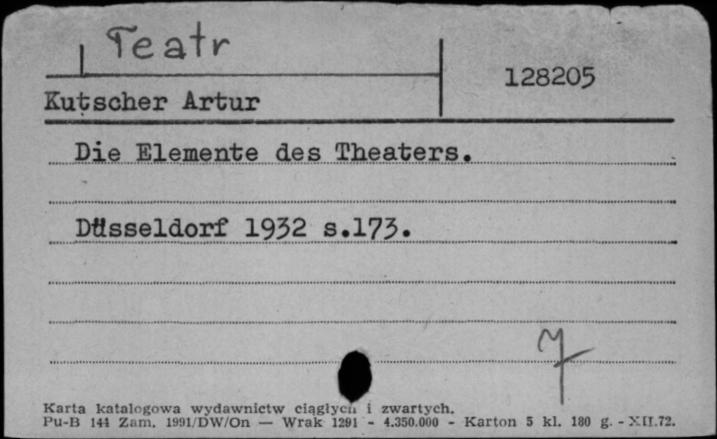 Teatr
128205
Kutscher Artur
Die Elemente des Theaters.
Düsseldorf 1932 s.173.
Karta katalogowa wydawnictw ciągłych i zwartych.
Pu-B 144 Zam. 1991/DW/On — Wrak 1291 - 4.350.000 - Karton 5 kl. 180 g. - XII.72.